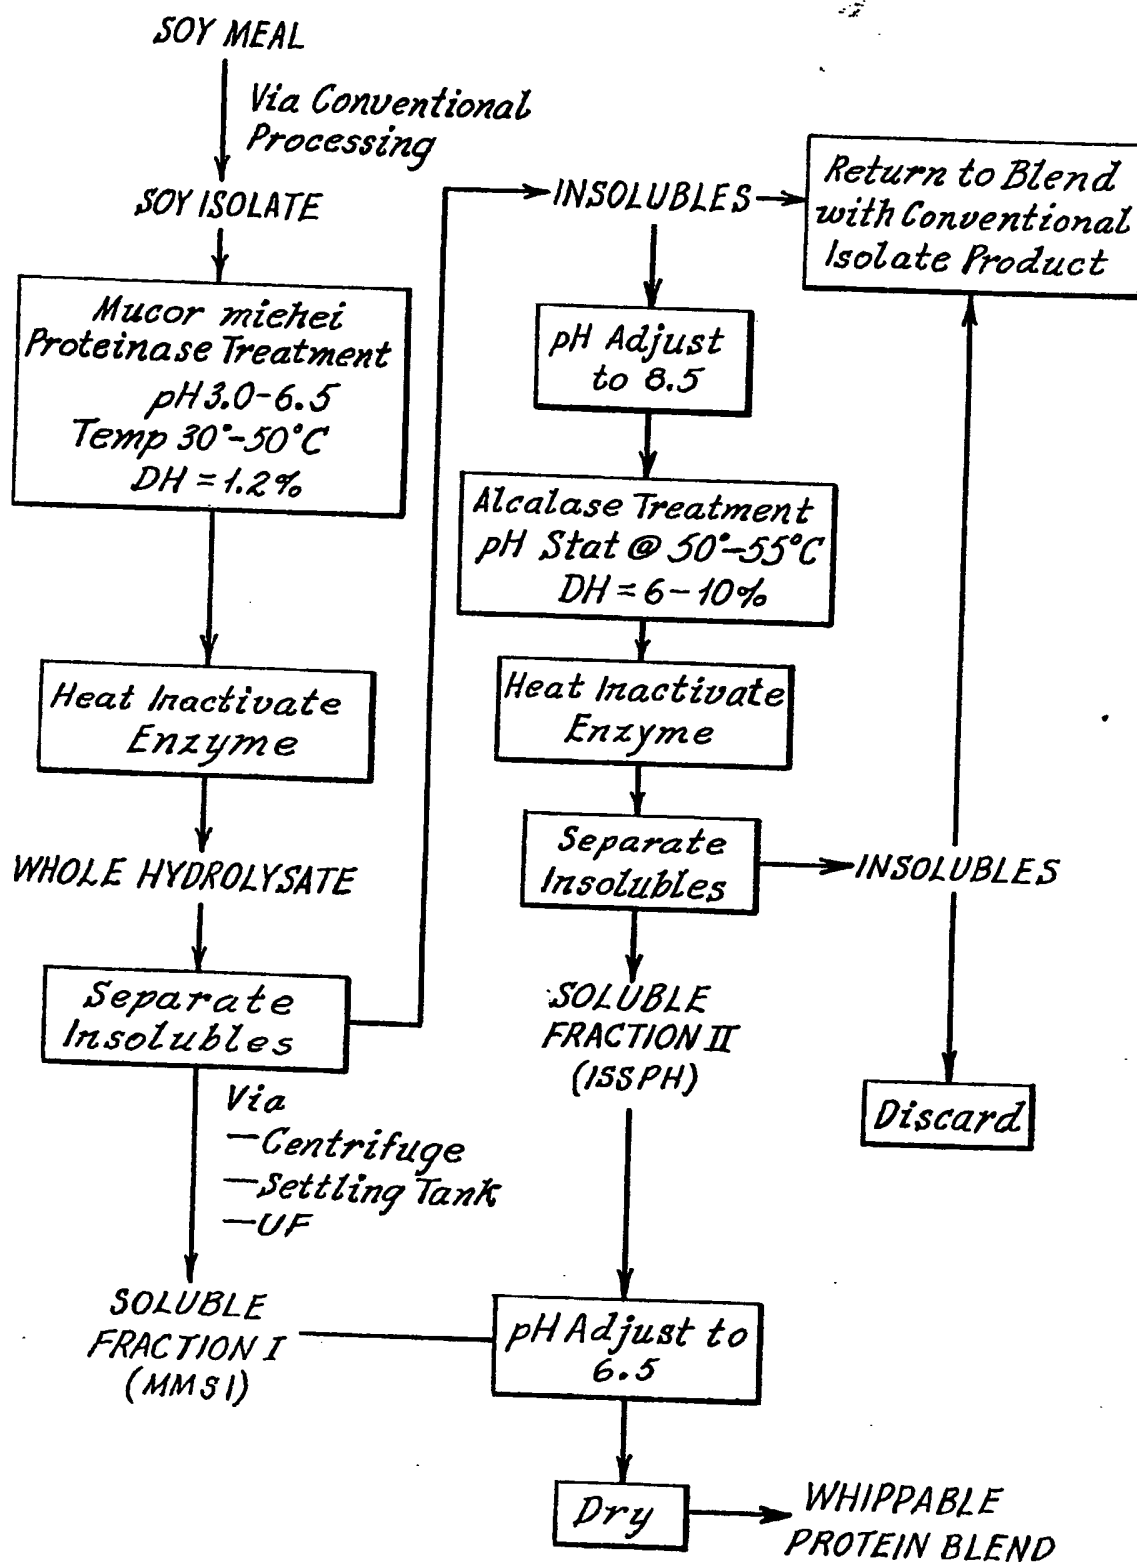 SOY MEAL
Via Conventional
Processing
SOY ISOLATE
Mucor miehei
Proteinase Treatment
pH 3.0-6.5
Temp 30°-50°C
DH = 1.2%
Heat Inactivate
Enzyme
WHOLE HYDROLYSATE
Separate
Insolubles
Via
—Centrifuge
—Settling Tank
—UF
SOLUBLE
FRACTION I
(MMSI)
INSOLUBLES
Return to Blend
with Conventional
Isolate Product
pH Adjust
to 8.5
Alcalase Treatment
pH Stat @ 50°-55°C
DH = 6-10%
Heat Inactivate
Enzyme
Separate
Insolubles
INSOLUBLES
Discard
SOLUBLE
FRACTION II
(ISSPH)
pH Adjust to
6.5
Dry
WHIPPABLE
PROTEIN BLEND